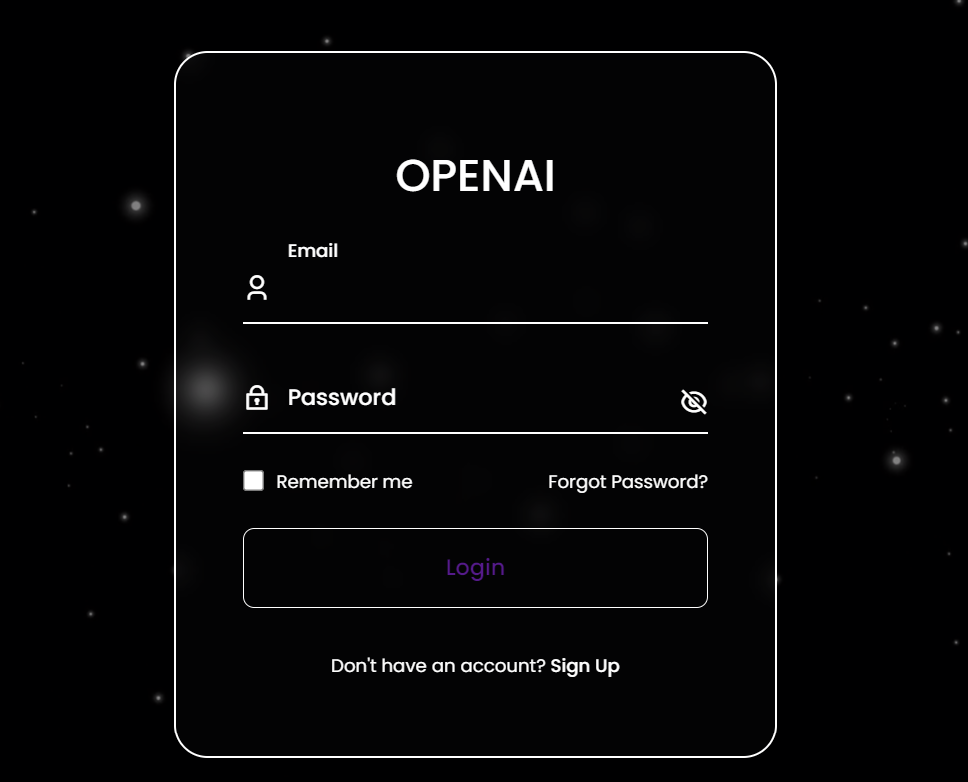 OPENAI
Email
Password
Remember me Forgot Password?
Login
Don't have an account? Sign Up